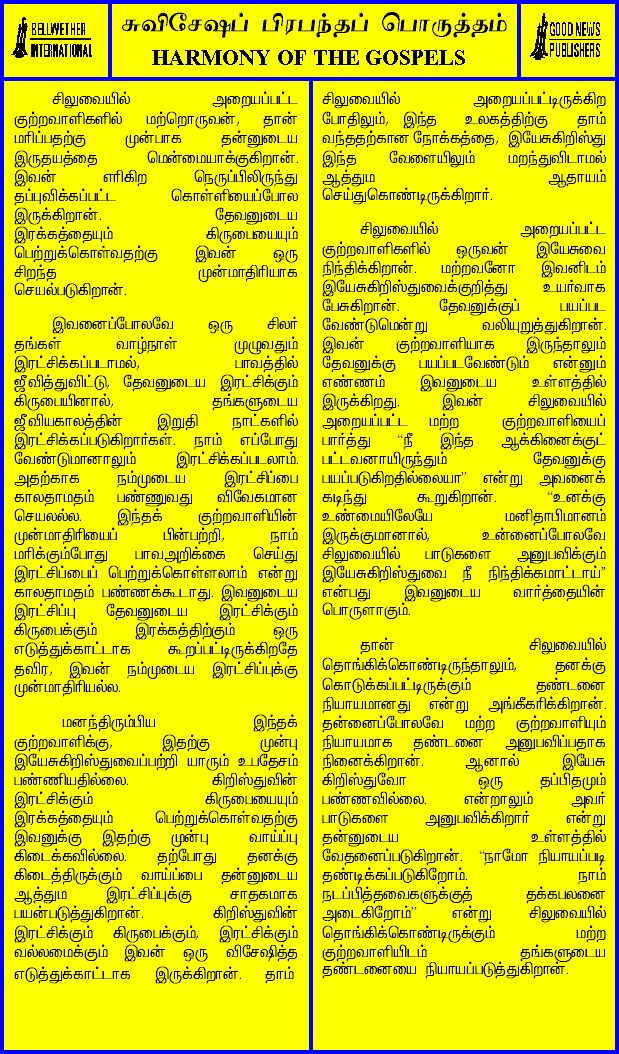 BELLWETHER
INTERNATIONAL
சுவிசேஷப் பிரபந்தப் பொருத்தம்
HARMONY OF THE GOSPELS
GOOD NEWS
PUBLISHERS
சிலுவையில் அறையப்பட்ட
குற்றவாளிகளில் மற்றொருவன், தான்
மரிப்பதற்கு முன்பாக தன்னுடைய
இருதயத்தை மென்மையாக்குகிறான்.
இவன் எரிகிற நெருப்பிலிருந்து
தப்புவிக்கப்பட்ட கொள்ளியைப்போல
இருக்கிறான். தேவனுடைய
இரக்கத்தையும் கிருபையையும்
பெற்றுக்கொள்வதற்கு இவன் ஒரு
சிறந்த முன்மாதிரியாக
செயல்படுகிறான்.
இவனைப்போலவே ஒரு சிலர்
தங்கள் வாழ்நாள் முழுவதும்
இரட்சிக்கப்படாமல், பாவத்தில்
ஜீவித்துவிட்டு, தேவனுடைய இரட்சிக்கும்
கிருபையினால், தங்களுடைய
ஜீவியகாலத்தின் இறுதி நாட்களில்
இரட்சிக்கப்படுகிறார்கள். நாம் எப்போது
வேண்டுமானாலும் இரட்சிக்கப்படலாம்.
அதற்காக நம்முடைய இரட்சிப்பை
காலதாமதம் பண்ணுவது விவேகமான
செயலல்ல. இந்தக் குற்றவாளியின்
முன்மாதிரியைப் பின்பற்றி, நாம்
மரிக்கும்போது பாவஅறிக்கை செய்து
இரட்சிப்பைப் பெற்றுக்கொள்ளலாம் என்று
காலதாமதம் பண்ணக்கூடாது. இவனுடைய
இரட்சிப்பு தேவனுடைய இரட்சிக்கும்
கிருபைக்கும் இரக்கத்திற்கும் ஒரு
எடுத்துக்காட்டாக கூறப்பட்டிருக்கிறதே
தவிர, இவன் நம்முடைய இரட்சிப்புக்கு
முன்மாதிரியல்ல.
மனந்திரும்பிய இந்தக்
குற்றவாளிக்கு, இதற்கு முன்பு
இயேசுகிறிஸ்துவைப்பற்றி யாரும் உபதேசம்
பண்ணியதில்லை. கிறிஸ்துவின்
இரட்சிக்கும் கிருபையையும்
இரக்கத்தையும் பெற்றுக்கொள்வதற்கு
இவனுக்கு இதற்கு முன்பு வாய்ப்பு
கிடைக்கவில்லை. தற்போது தனக்கு
கிடைத்திருக்கும் வாய்ப்பை தன்னுடைய
ஆத்தும இரட்சிப்புக்கு சாதகமாக
பயன்படுத்துகிறான். கிறிஸ்துவின்
இரட்சிக்கும் கிருபைக்கும், இரட்சிக்கும்
வல்லமைக்கும் இவன் ஒரு விசேஷித்த
எடுத்துக்காட்டாக இருக்கிறான். தாம்
சிலுவையில் அறையப்பட்டிருக்கிற
போதிலும், இந்த உலகத்திற்கு தாம்
வந்ததற்கான நோக்கத்தை, இயேசுகிறிஸ்து
இந்த வேளையிலும் மறந்துவிடாமல்
ஆத்தும ஆதாயம்
செய்துகொண்டிருக்கிறார்.
சிலுவையில் அறையப்பட்ட
குற்றவாளிகளில் ஒருவன் இயேசுவை
நிந்திக்கிறான். மற்றவனோ இவனிடம்
இயேசுகிறிஸ்துவைக்குறித்து உயர்வாக
பேசுகிறான். தேவனுக்குப் பயப்பட
வேண்டுமென்று வலியுறுத்துகிறான்.
இவன் குற்றவாளியாக இருந்தாலும்
தேவனுக்கு பயப்படவேண்டும் என்னும்
எண்ணம் இவனுடைய உள்ளத்தில்
இருக்கிறது. இவன் சிலுவையில்
அறையப்பட்ட மற்ற குற்றவாளியைப்
பார்த்து “நீ இந்த ஆக்கினைக்குட்
பட்டவனாயிருந்தும் தேவனுக்கு
பயப்படுகிறதில்லையா” என்று அவனைக்
கடிந்து கூறுகிறான். “உனக்கு
உண்மையிலேயே மனிதாபிமானம்
இருக்குமானால், உன்னைப்போலவே
சிலுவையில் பாடுகளை அனுபவிக்கும்
இயேசுகிறிஸ்துவை நீ நிந்திக்கமாட்டாய்”
என்பது இவனுடைய வார்த்தையின்
பொருளாகும்.
தான் சிலுவையில்
தொங்கிக்கொண்டிருந்தாலும், தனக்கு
கொடுக்கப்பட்டிருக்கும் தண்டனை
நியாயமானது என்று அங்கீகரிக்கிறான்.
தன்னைப்போலவே மற்ற குற்றவாளியும்
நியாயமாக தண்டனை அனுபவிப்பதாக
நினைக்கிறான். ஆனால் இயேசு
கிறிஸ்துவோ ஒரு தப்பிதமும்
பண்ணவில்லை. என்றாலும் அவர்
பாடுகளை அனுபவிக்கிறார் என்று
தன்னுடைய உள்ளத்தில்
வேதனைப்படுகிறான். “நாமோ நியாயப்படி
தண்டிக்கப்படுகிறோம். நாம்
நடப்பித்தவைகளுக்குத் தக்கபலனை
அடைகிறோம்” என்று சிலுவையில்
தொங்கிக்கொண்டிருக்கும் மற்ற
குற்றவாளியிடம் தங்களுடைய
தண்டனையை நியாயப்படுத்துகிறான்.